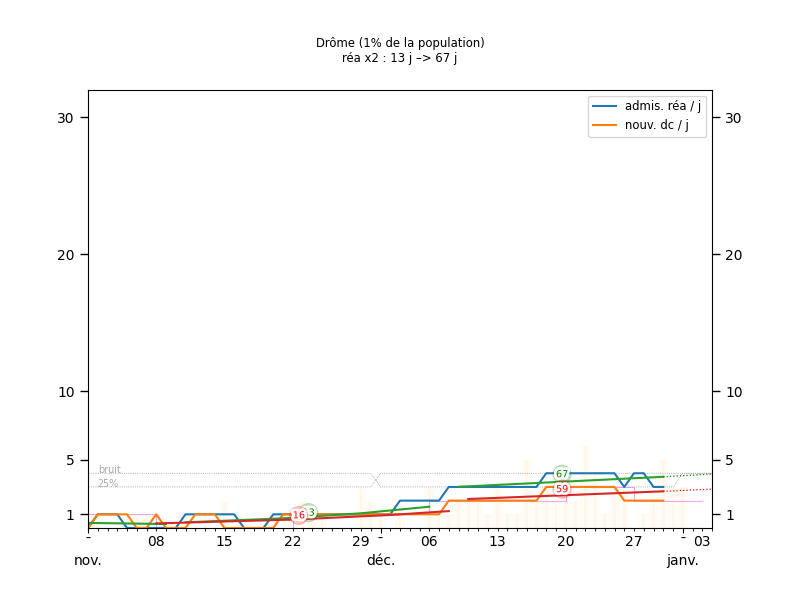 Drôme (1% de la population)
réa x2 : 13 j –> 67 j
admis. réa / j
nouv. dc / j
30 30
20 20
10 10
5 5
1 1
bruit
25%
67
59
16 3
- 08 15 22 29 - 06 13 20 27 - 03
nov. déc. janv.